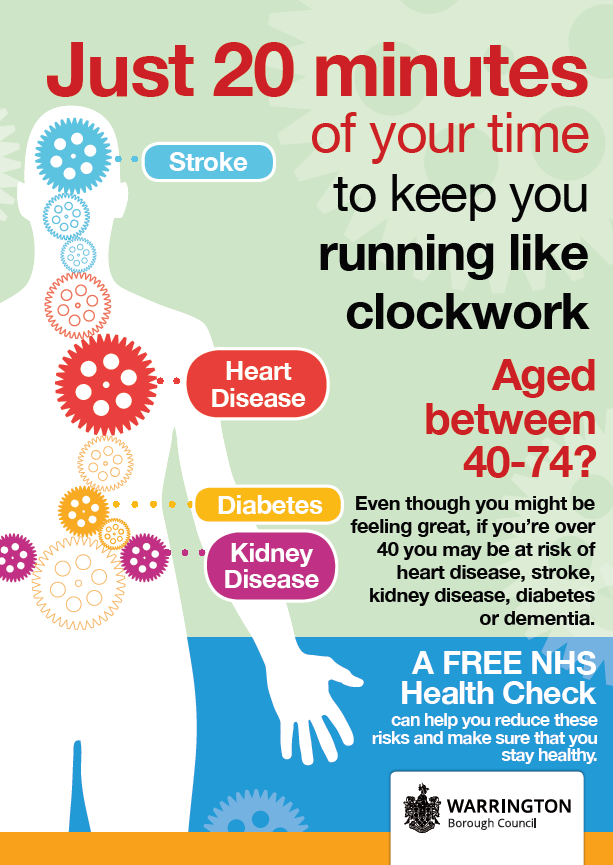 Just 20 minutes
of your time
to keep you
running like
clockwork
Stroke
Heart
Disease
Diabetes
Kidney
Disease
Aged
between
40-74?
Even though you might be
feeling great, if you're over
40 you may be at risk of
heart disease, stroke,
kidney disease, diabetes
or dementia.
A FREE NHS
Health Check
can help you reduce these
risks and make sure that you
stay healthy.
WARRINGTON
Borough Council